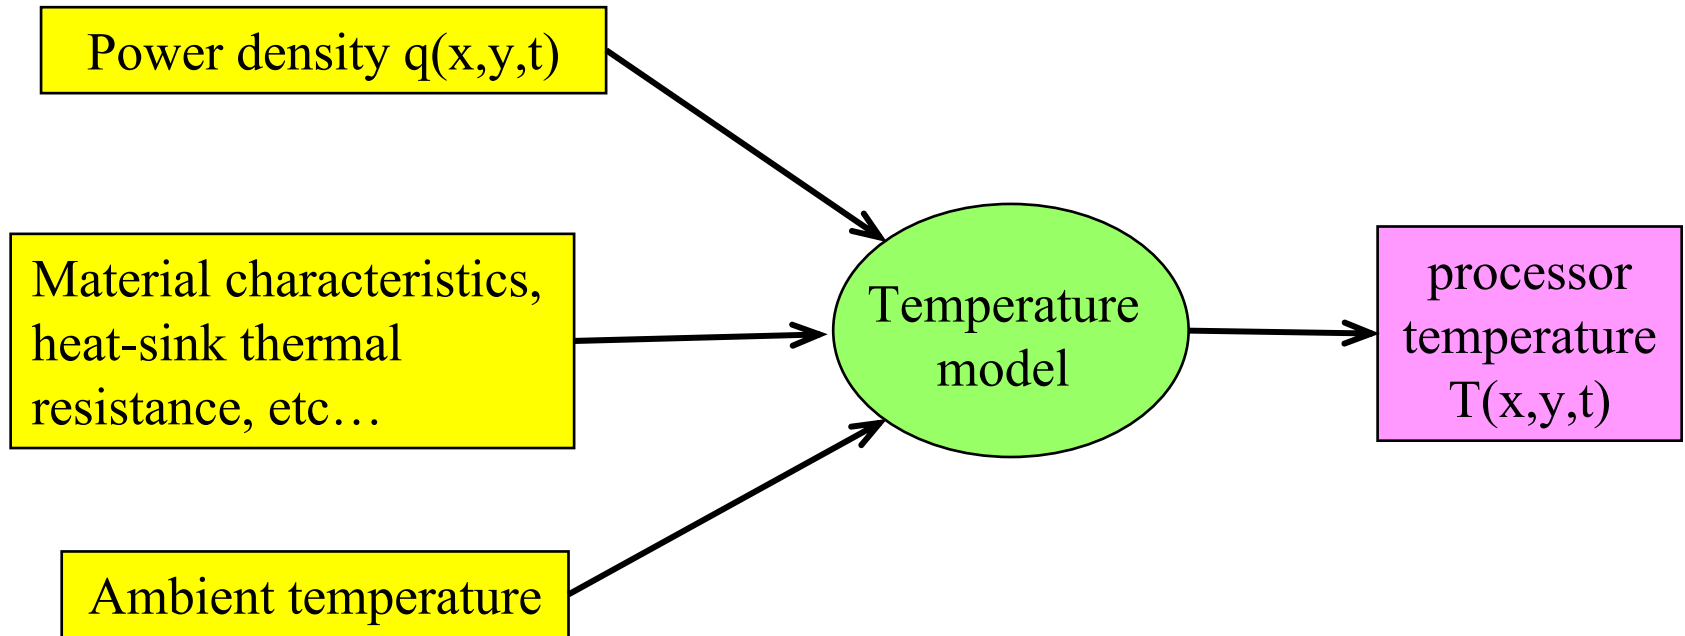 Power density q(x,y,t)
Material characteristics,
heat-sink thermal
resistance, etc…
Ambient temperature
Temperature
model
processor
temperature
T(x,y,t)